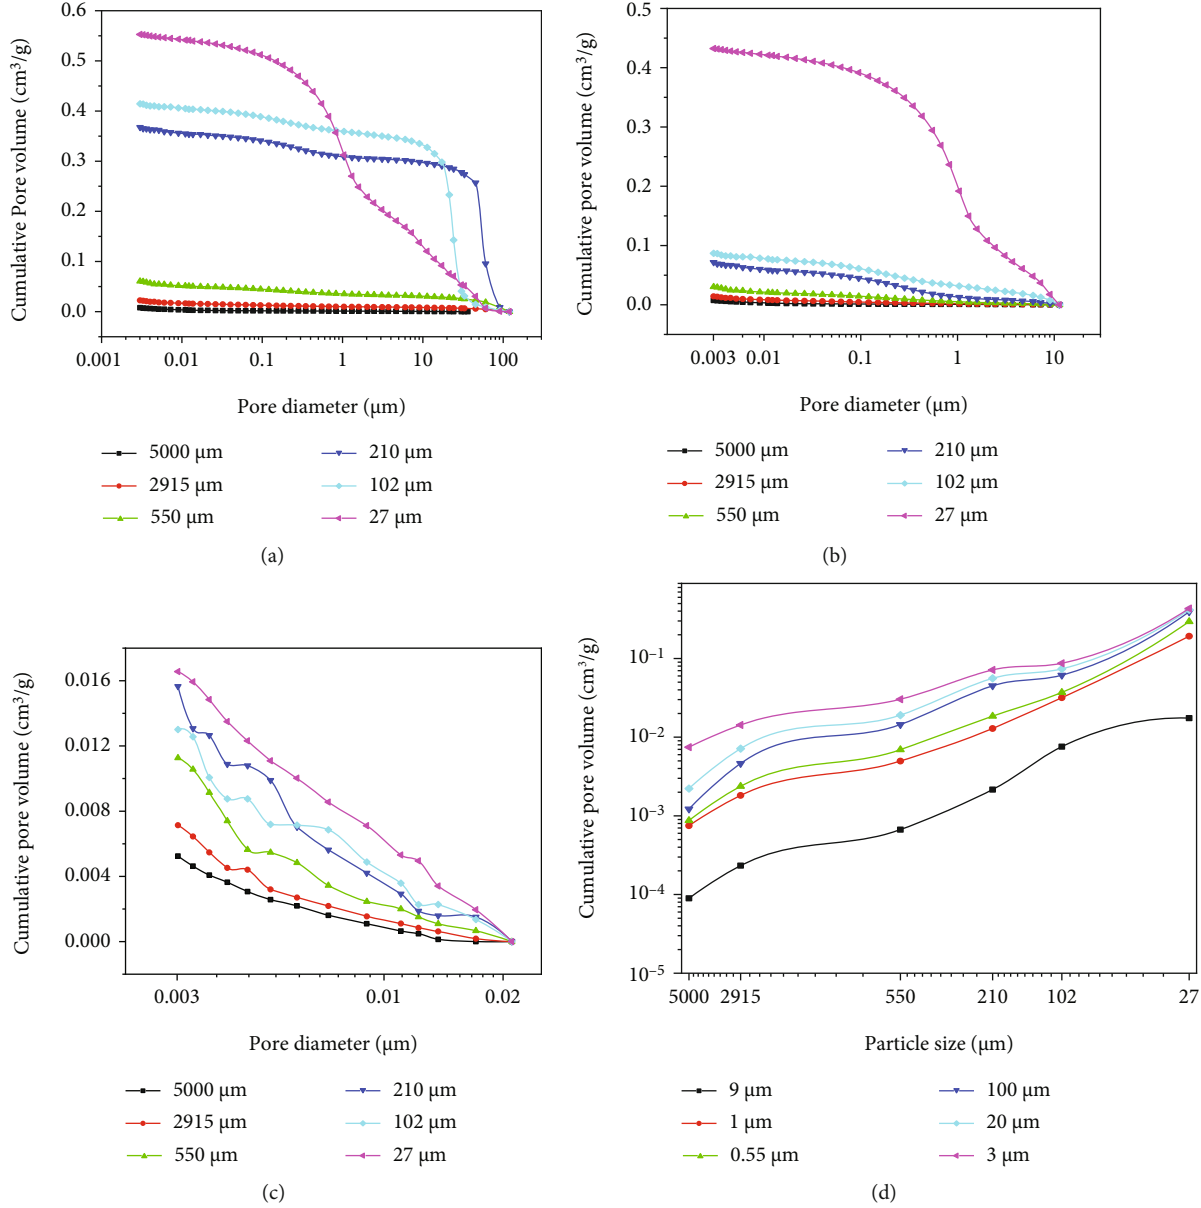 0.6
0.5
0.4
0.3
0.2
0.1
0.0
Cumulative Pore volume (cm³/g)
0.001 0.01 0.1 1 10 100
Pore diameter (μm)
5000 μm 210 μm
2915 μm 102 μm
550 μm 27 μm
(a)
0.5
0.4
0.3
0.2
0.1
0.0
Cumulative pore volume (cm³/g)
0.003 0.01 0.1 1 10
Pore diameter (μm)
5000 μm 210 μm
2915 μm 102 μm
550 μm 27 μm
(b)
0.016
0.012
0.008
0.004
0.000
Cumulative pore volume (cm³/g)
0.003 0.01 0.02
Pore diameter (μm)
5000 μm 210 μm
2915 μm 102 μm
550 μm 27 μm
(c)
10⁻¹
10⁻²
10⁻³
10⁻⁴
10⁻⁵
Cumulative pore volume (cm³/g)
5000 2915 550 210 102 27
Particle size (μm)
9 μm 100 μm
1 μm 20 μm
0.55 μm 3 μm
(d)